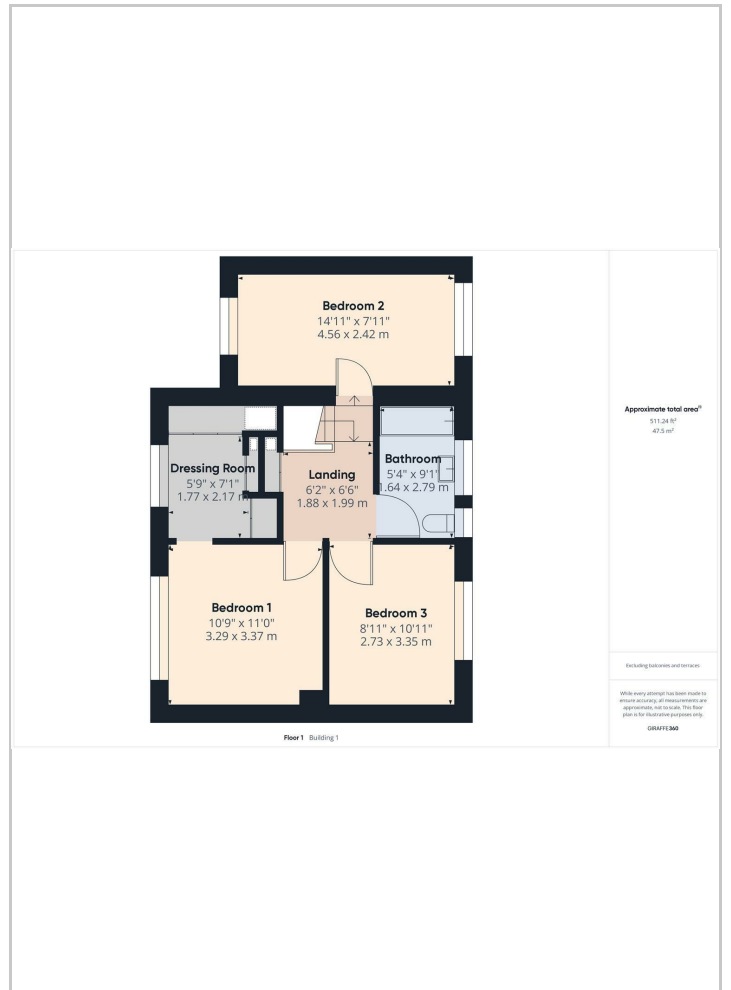 Bedroom 2
14'11" x 7'11"
4.56 x 2.42 m
Dressing Room
5'9" x 7'1"
1.77 x 2.17 m
Landing
6'2" x 6'6"
1.88 x 1.99 m
Bathroom
5'4" x 9'1"
1.64 x 2.79 m
Bedroom 1
10'9" x 11'0"
3.29 x 3.37 m
Bedroom 3
8'11" x 10'11"
2.73 x 3.35 m
Floor 1 Building 1
Approximate total area⁽¹⁾
511.24 ft²
47.5 m²
Excluding balconies and terraces
While every attempt has been made to
ensure accuracy, all measurements are
approximate, not to scale. This floor
plan is for illustrative purposes only.
GIRAFFE360